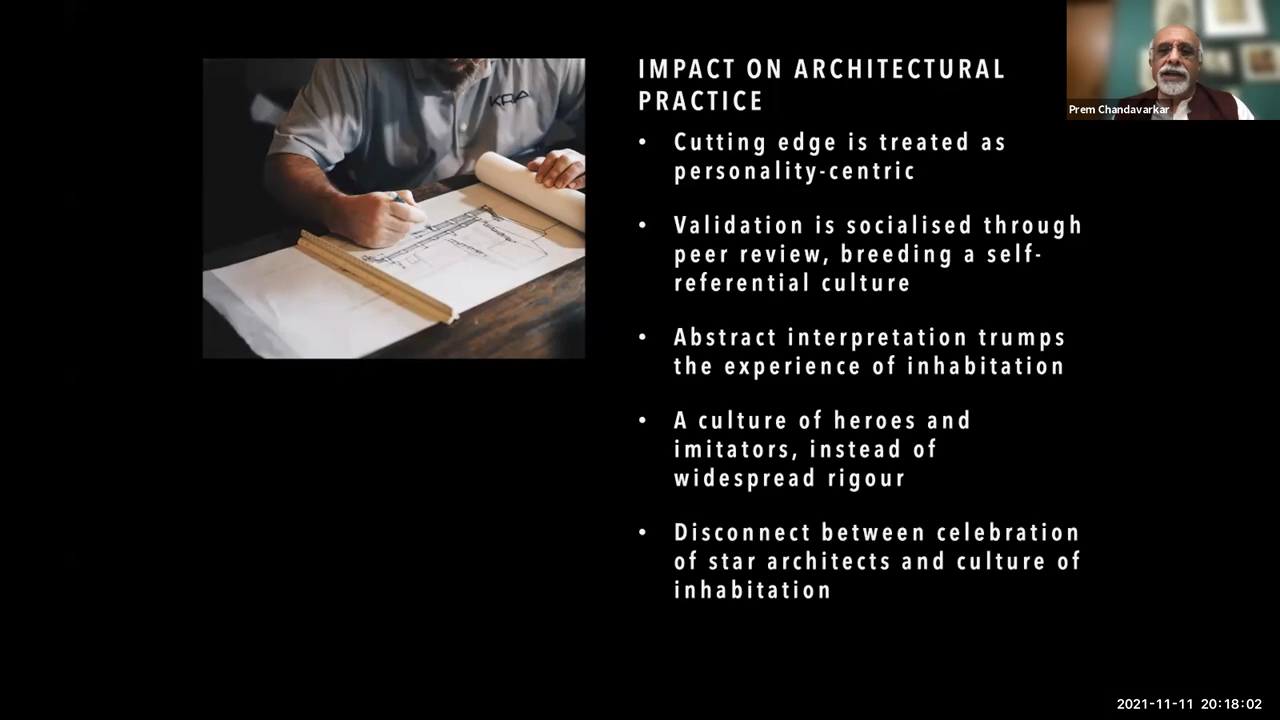 IMPACT ON ARCHITECTURAL
PRACTICE
• Cutting edge is treated as
personality-centric
• Validation is socialised through
peer review, breeding a self-
referential culture
• Abstract interpretation trumps
the experience of inhabitation
• A culture of heroes and
imitators, instead of
widespread rigour
• Disconnect between celebration
of star architects and culture of
inhabitation
Prem Chandavarkar
KRA
2021-11-11 20:18:02